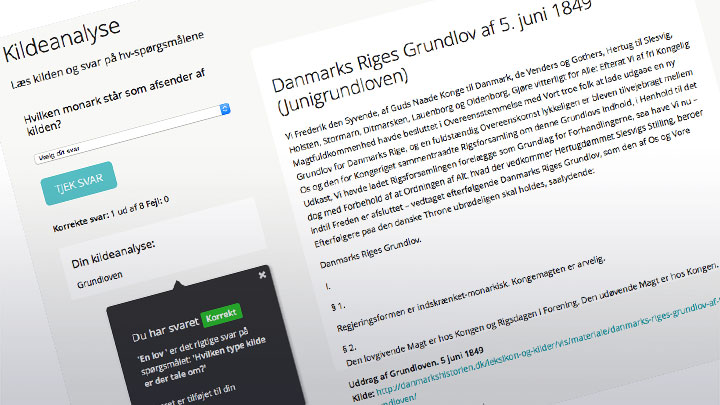 Kildeanalyse
Læs kilden og svar på hv-spørgsmålene
Hvilken monark står som afsender af
kilden?
Vælg dit svar
TJEK SVAR
Korrekte svar: 1 ud af 8 Fejl: 0
Din kildeanalyse:
Grundloven
Du har svaret Korrekt
'En lov ' er det rigtige svar på
spørgsmålet: 'Hvilken type kilde
er der tale om?'
aret er tilføjet til din
Danmarks Riges Grundlov af 5. juni 1849
(Junigrundloven)
Vi Frederik den Syvende, af Guds Naade Konge til Danmark, de Venders og Gothers, Hertug til Slesvig,
Holsten, Stormarn, Ditmarsken, Lauenborg og Oldenborg, Gjøre vitterligt for Alle: Efterat Vi af fri Kongelig
Magtfuldkommenhed havde besluttet i Overensstemmelse med Vort troe folk at lade udgaae en ny
Grundlov for Danmarks Rige, og en fuldstændig Overeenskomst lykkeligen er bleven tilvejebragt mellem
Os og den for Kongeriget sammentraadte Rigsforsamling om denne Grundlovs Indhold, i Henhold til det
Udkast, Vi havde ladet Rigsforsamlingen forelægge som Grundlag for Forhandlingerne, saa have Vi nu –
dog med Forbehold af at Ordningen af Alt, hvad der vedkommer Hertugdømmet Slesvigs Stilling, beroer
indtil Freden er afsluttet – vedtaget efterfølgende Danmarks Riges Grundlov, som den af Os og Vore
Efterfølgere paa den danske Throne ubrødeligen skal holdes, saalydende:
Danmarks Riges Grundlov.
I.
§ 1.
Regjeringsformen er indskrænket-monarkisk. Kongemagten er arvelig.
§ 2.
Den lovgivende Magt er hos Kongen og Rigsdagen i Forening. Den udøvende Magt er hos Kongen.
Uddrag af Grundloven. 5 juni 1849
Kilde: http://danmarkshistorien.dk/leksikon-og-kilder/vis/materiale/danmarks-riges-grundlov-af-
ndloven/